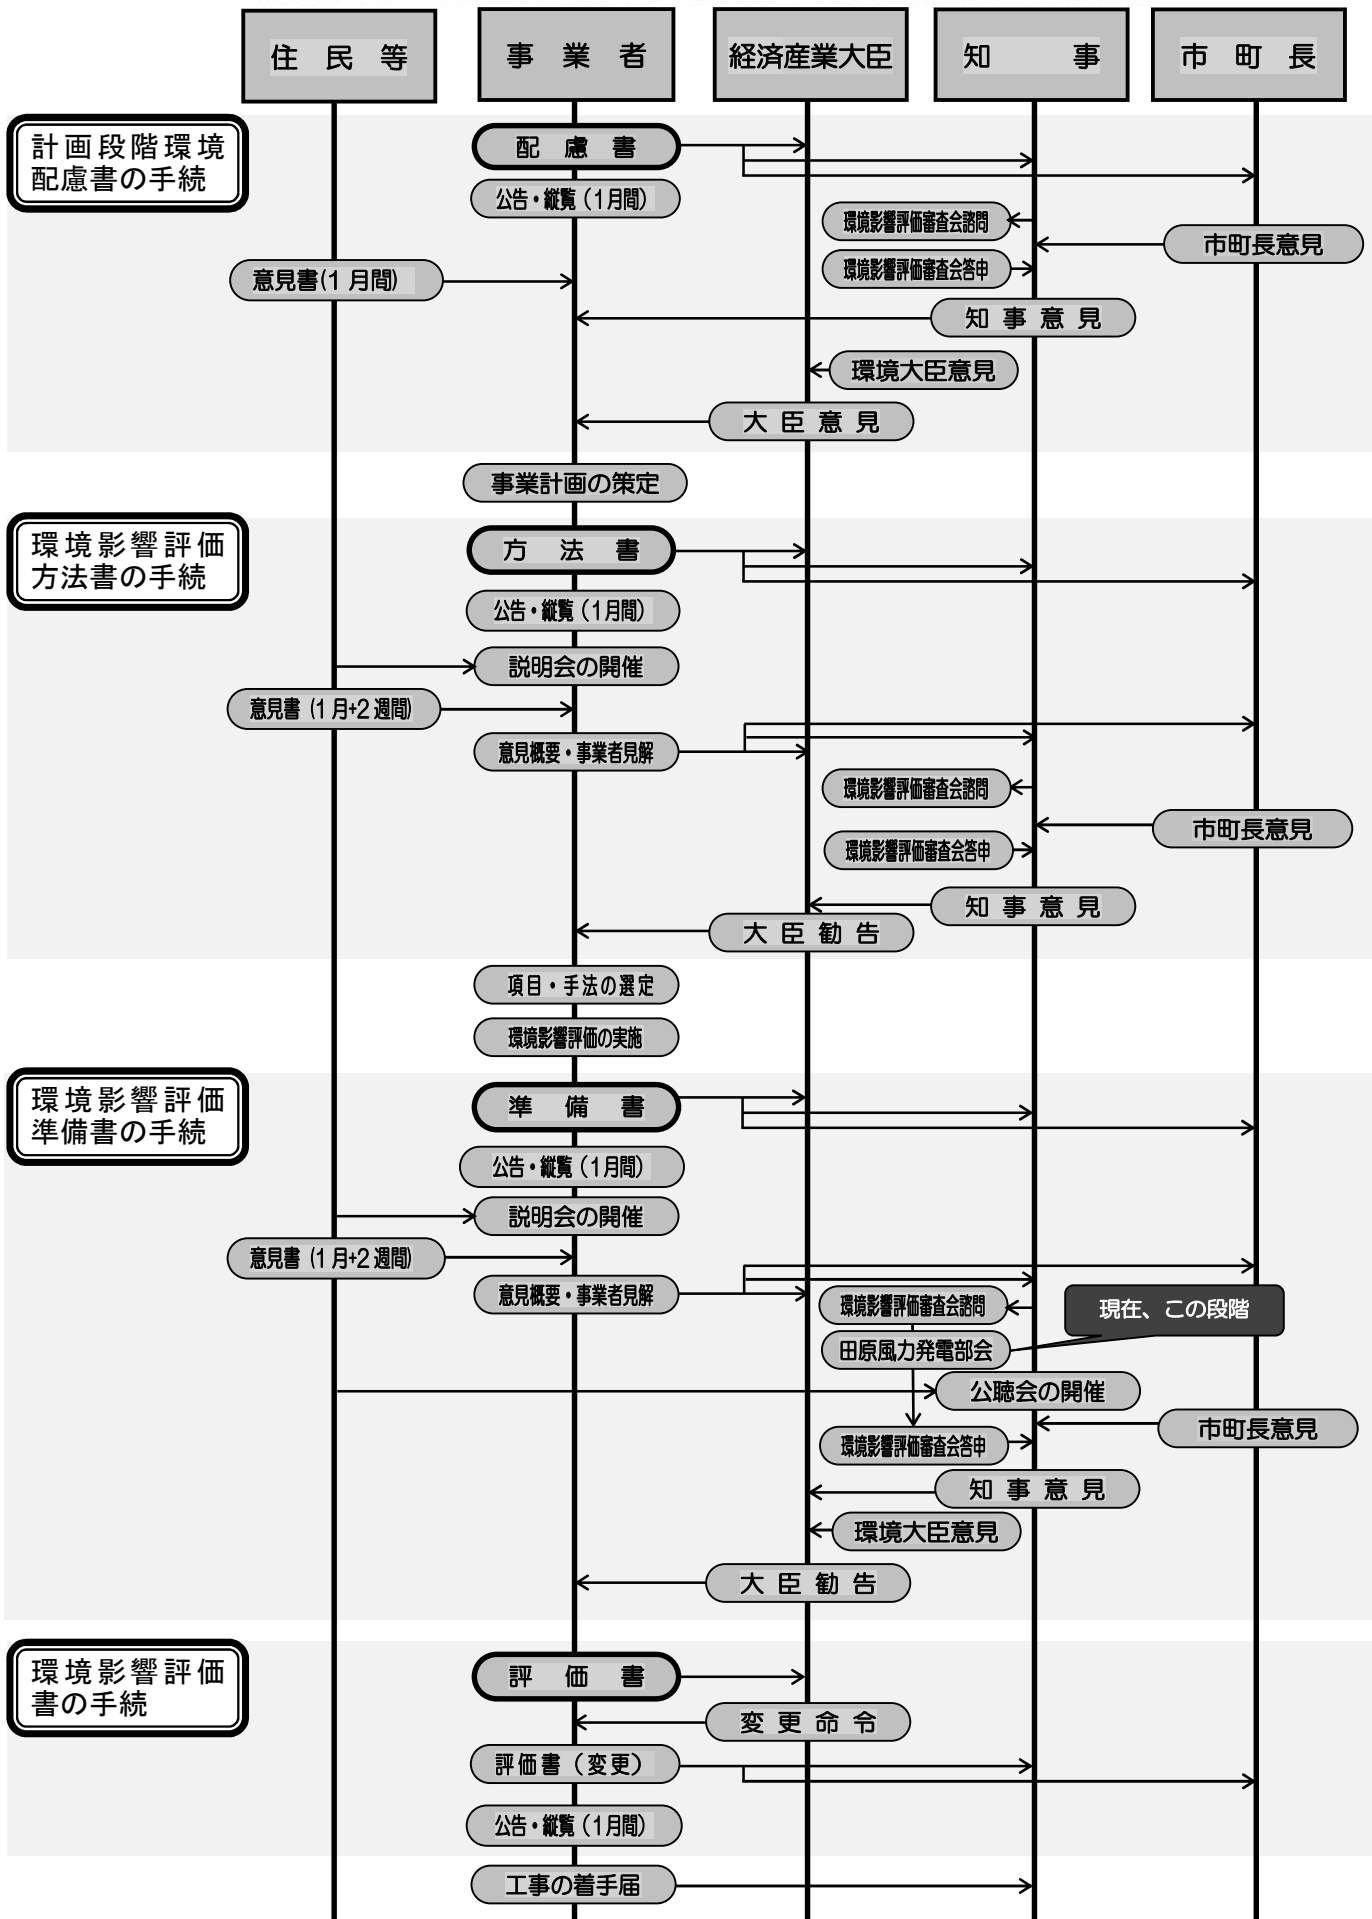 住民等
事業者
経済産業大臣
知事
市町長
計画段階環境
配慮書の手続
配慮書
公告・縦覧（１月間）
環境影響評価審査会諮問
市町長意見
環境影響評価審査会答申
意見書(１月間)
知事意見
環境大臣意見
大臣意見
事業計画の策定
環境影響評価
方法書の手続
方法書
公告・縦覧（１月間）
説明会の開催
意見書（１月+２週間）
意見概要・事業者見解
環境影響評価審査会諮問
市町長意見
環境影響評価審査会答申
知事意見
大臣勧告
項目・手法の選定
環境影響評価の実施
環境影響評価
準備書の手続
準備書
公告・縦覧（１月間）
説明会の開催
意見書（１月+２週間）
意見概要・事業者見解
環境影響評価審査会諮問
現在、この段階
田原風力発電部会
公聴会の開催
市町長意見
環境影響評価審査会答申
知事意見
環境大臣意見
大臣勧告
環境影響評価
書の手続
評価書
変更命令
評価書（変更）
公告・縦覧（１月間）
工事の着手届